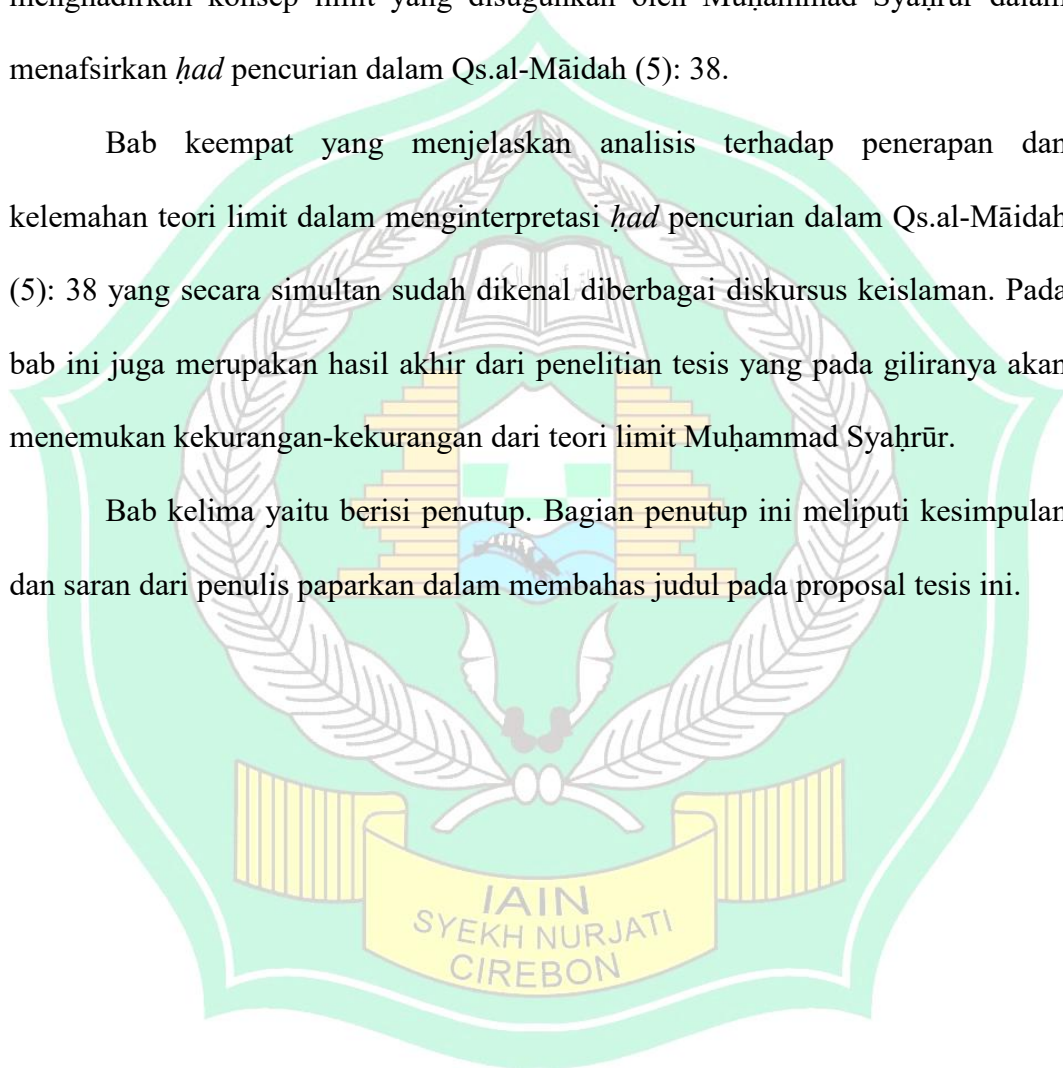 menghadirkan konsep limit yang disuguhkan oleh Muḥammad Syaḥrūr dalam
menafsirkan ḥad pencurian dalam Qs.al-Māidah (5): 38.
Bab keempat yang menjelaskan analisis terhadap penerapan dan
kelemahan teori limit dalam menginterpretasi ḥad pencurian dalam Qs.al-Māidah
(5): 38 yang secara simultan sudah dikenal diberbagai diskursus keislaman. Pada
bab ini juga merupakan hasil akhir dari penelitian tesis yang pada giliranya akan
menemukan kekurangan-kekurangan dari teori limit Muḥammad Syaḥrūr.
Bab kelima yaitu berisi penutup. Bagian penutup ini meliputi kesimpulan
dan saran dari penulis paparkan dalam membahas judul pada proposal tesis ini.
IAIN
SYEKH NURJATI
CIREBON